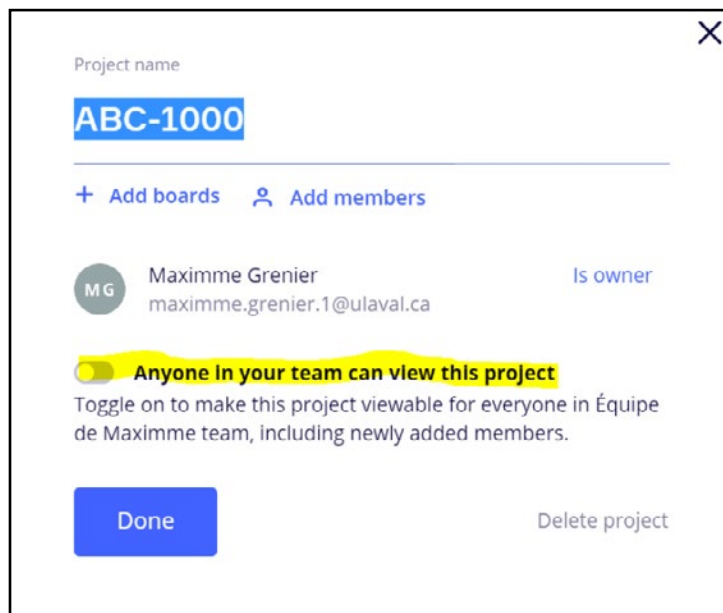 Project name
ABC-1000
+ Add boards Add members
MG Maximme Grenier Is owner
maximme.grenier.1@ulaval.ca
Anyone in your team can view this project
Toggle on to make this project viewable for everyone in Équipe
de Maximme team, including newly added members.
Done Delete project